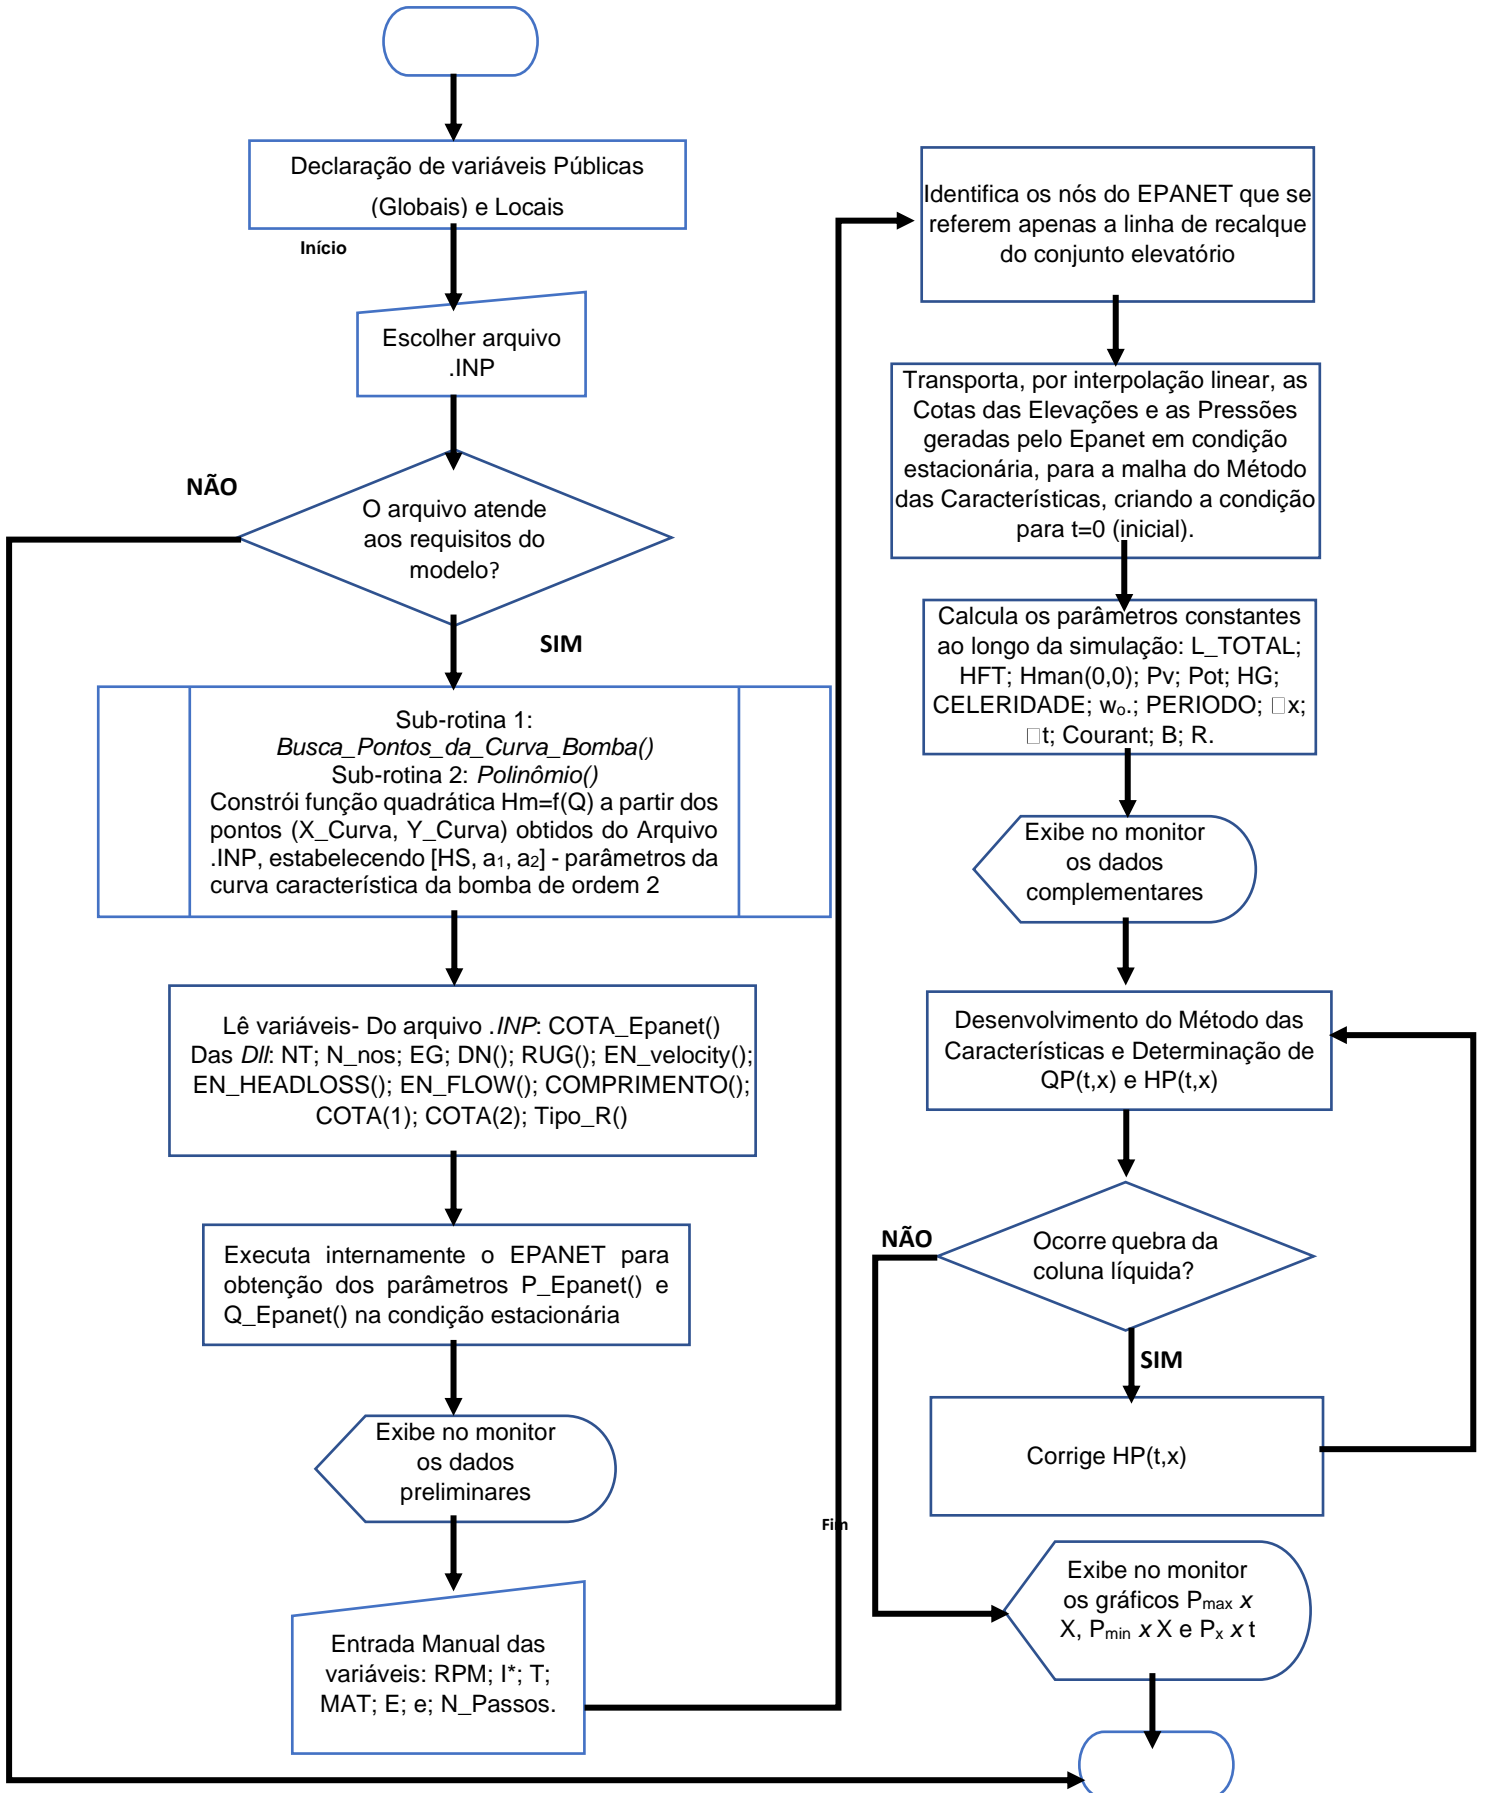 Declaração de variáveis Públicas
(Globais) e Locais
Início
Escolher arquivo
.INP
NÃO
O arquivo atende
aos requisitos do
modelo?
SIM
Sub-rotina 1:
Busca_Pontos_da_Curva_Bomba()
Sub-rotina 2: Polinômio()
Constrói função quadrática Hm=f(Q) a partir dos
pontos (X_Curva, Y_Curva) obtidos do Arquivo
.INP, estabelecendo [HS, a₁, a₂] - parâmetros da
curva característica da bomba de ordem 2
Lê variáveis- Do arquivo .INP: COTA_Epanet()
Das Dll: NT; N_nos; EG; DN(); RUG(); EN_velocity();
EN_HEADLOSS(); EN_FLOW(); COMPRIMENTO();
COTA(1); COTA(2); Tipo_R()
Executa internamente o EPANET para
obtenção dos parâmetros P_Epanet() e
Q_Epanet() na condição estacionária
Exibe no monitor
os dados
preliminares
Entrada Manual das
variáveis: RPM; I*; T;
MAT; E; e; N_Passos.
Identifica os nós do EPANET que se
referem apenas a linha de recalque
do conjunto elevatório
Transporta, por interpolação linear, as
Cotas das Elevações e as Pressões
geradas pelo Epanet em condição
estacionária, para a malha do Método
das Características, criando a condição
para t=0 (inicial).
Calcula os parâmetros constantes
ao longo da simulação: L_TOTAL;
HFT; Hman(0,0); Pv; Pot; HG;
CELERIDADE; wₒ.; PERIODO; □x;
□t; Courant; B; R.
Exibe no monitor
os dados
complementares
Desenvolvimento do Método das
Características e Determinação de
QP(t,x) e HP(t,x)
NÃO
Ocorre quebra da
coluna líquida?
SIM
Corrige HP(t,x)
Fim
Exibe no monitor
os gráficos Pmax x
X, Pmin x X e Px x t